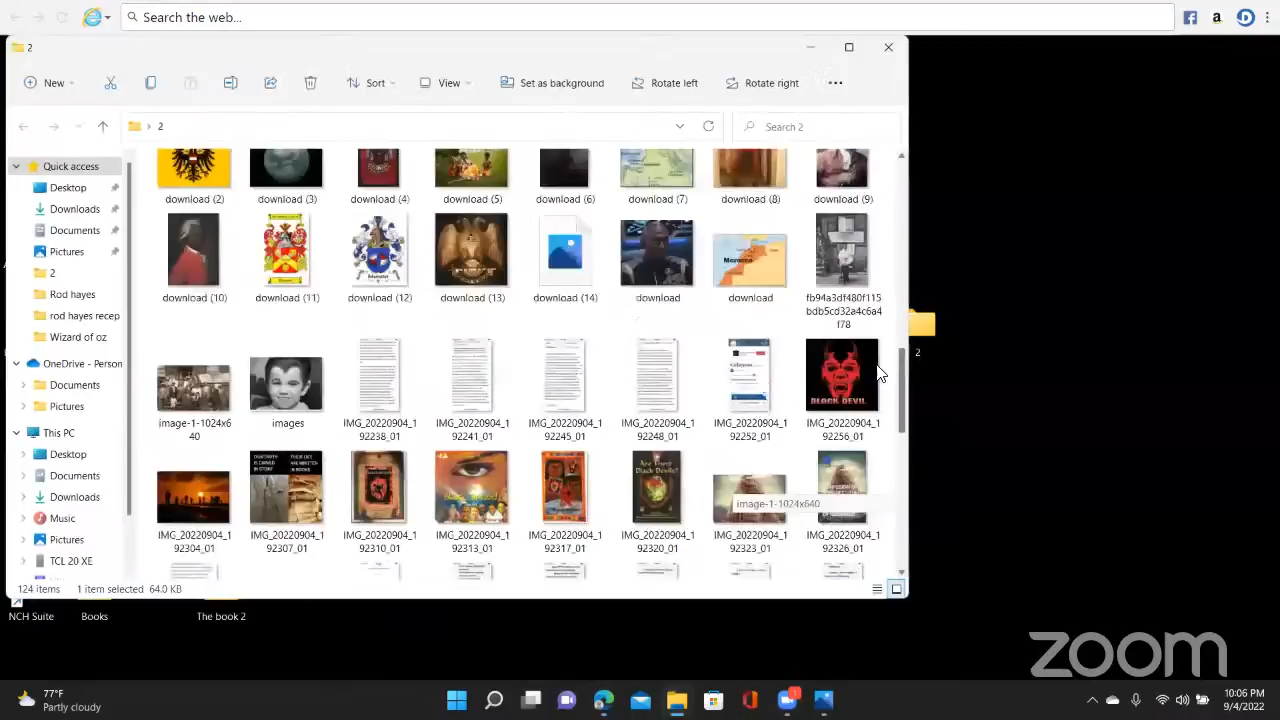 Search the web...
2
New
Sort
View
Set as background
Rotate left
Rotate right
2
Search 2
Quick access
Desktop
Downloads
Documents
Pictures
2
Rod hayes
rod hayes recep
Wizard of oz
OneDrive - Person
Documents
Pictures
This PC
Desktop
Documents
Downloads
Music
Pictures
TCL 20 XE
download (2)
download (3)
download (4)
download (5)
download (6)
download (7)
download (8)
download (9)
download (10)
download (11)
download (12)
download (13)
download (14)
download
download
fb94a3df480f115
bdb5cd32a4c6a4
f78
Morocco
image-1-1024x6
40
images
IMG_20220904_1
92238_01
IMG_20220904_1
92241_01
IMG_20220904_1
92245_01
IMG_20220904_1
92248_01
IMG_20220904_1
92252_01
IMG_20220904_1
92256_01
BLOCK DEVIL
IMG_20220904_1
92304_01
IMG_20220904_1
92307_01
IMG_20220904_1
92310_01
IMG_20220904_1
92313_01
IMG_20220904_1
92317_01
IMG_20220904_1
92320_01
IMG_20220904_1
92323_01
IMG_20220904_1
92326_01
Are There
Black Devils?
image-1-1024x640
124 items
1 item selected 64.0 KB
2
NCH Suite
Books
The book 2
zoom
77°F
Partly cloudy
1
10:06 PM
9/4/2022